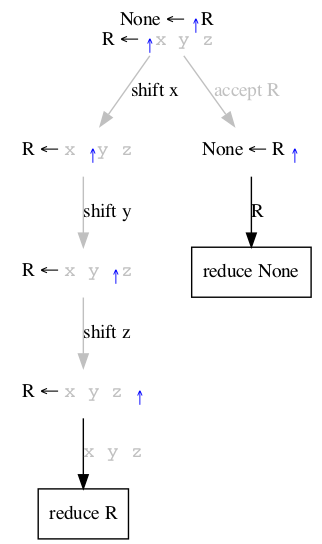 None ← ↑ R
R ← ↑ x y z
shift x
accept R
R ← x ↑ y z
None ← R ↑
shift y
R
R ← x y ↑ z
reduce None
shift z
R ← x y z ↑
x y z
reduce R